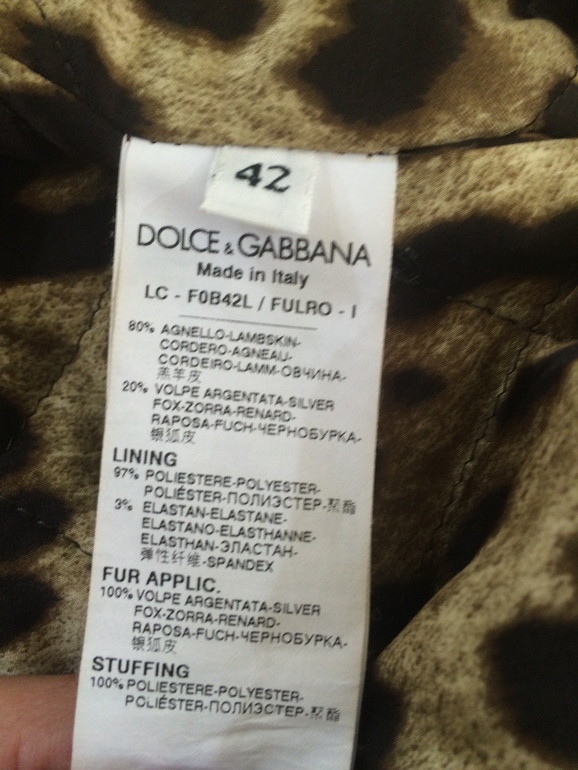 42
DOLCE & GABBANA
Made in Italy
LC - F0B42L / FULRO - I
80% AGNELLO-LAMBSKIN-
CORDERO-AGNEAU-
CORDEIRO-LAMM-ОВЧИНА-
羔羊皮
20% VOLPE ARGENTATA-SILVER
FOX-ZORRA-RENARD-
RAPOSA-FUCH-ЧЕРНОБУРКА-
银狐皮
LINING
97% POLIESTERE-POLYESTER-
POLIÉSTER-ПОЛИЭСТЕР-聚酯
3% ELASTAN-ELASTANE-
ELASTANO-ELASTHANNE-
ELASTHAN-ЭЛАСТАН-
弹性纤维-SPANDEX
FUR APPLIC.
100% VOLPE ARGENTATA-SILVER
FOX-ZORRA-RENARD-
RAPOSA-FUCH-ЧЕРНОБУРКА-
银狐皮
STUFFING
100% POLIESTERE-POLYESTER-
POLIÉSTER-ПОЛИЭСТЕР-聚酯